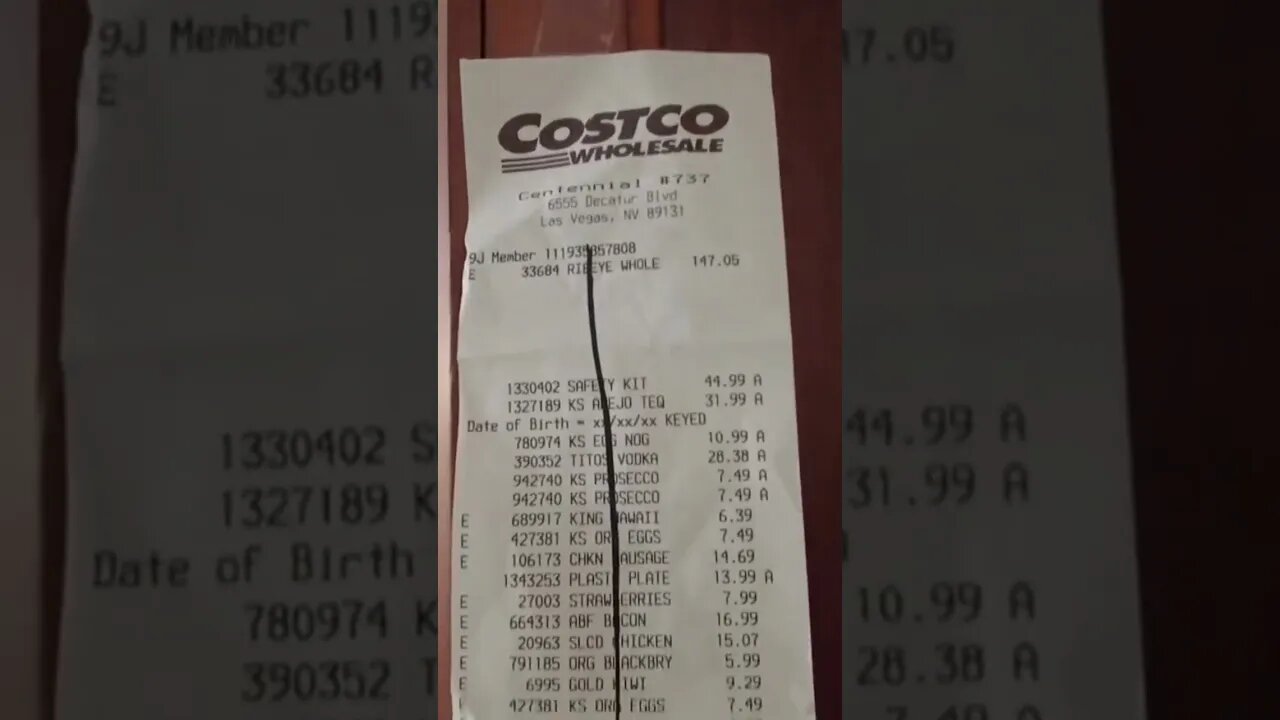 COSTCO
WHOLESALE
Centennial #737
6555 Decatur Blvd
Las Vegas, NV 89131
9J Member 111935857808
E 33684 RIBEYE WHOLE 147.05
1330402 SAFETY KIT 44.99 A
1327189 KS AÑEJO TEQ 31.99 A
Date of Birth = xx/xx/xx KEYED
780974 KS EGG NOG 10.99 A
390352 TITOS VODKA 28.38 A
942740 KS PROSECCO 7.49 A
942740 KS PROSECCO 7.49 A
E 689917 KING HAWAII 6.39
E 427381 KS ORG EGGS 7.49
E 106173 CHKN SAUSAGE 14.69
1343253 PLASTC PLATE 13.99 A
E 27003 STRAWBERRIES 7.99
E 664313 ABF BACON 16.99
E 20963 SLCD CHICKEN 15.07
E 791185 ORG BLACKBRY 5.99
E 6995 GOLD KIWI 9.29
427381 KS ORG EGGS 7.49